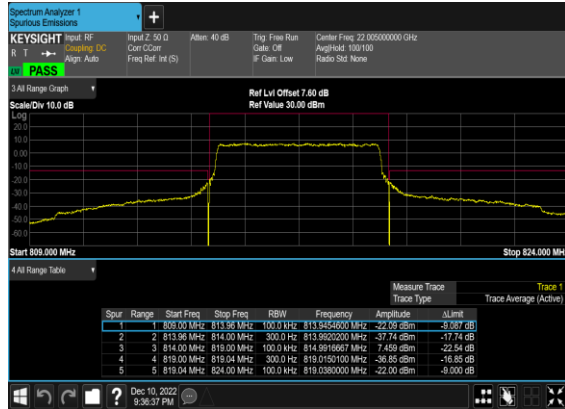 Spectrum Analyzer 1
Spurious Emissions
KEYSIGHT Input: RF Input Z: 50 Ω Atten: 40 dB Trig: Free Run Center Freq: 22.005000000 GHz
R T Coupling: DC Corr CCorr Gate: Off Avg|Hold: 100/100
Align: Auto Freq Ref: Int (S) IF Gain: Low Radio Std: None
PASS
3 All Range Graph
Ref Lvl Offset 7.60 dB
Scale/Div 10.0 dB Ref Value 30.00 dBm
Log
20.0
10.0
0.00
-10.0
-20.0
-30.0
-40.0
-50.0
-60.0
Start 809.000 MHz Stop 824.000 MH
4 All Range Table
Measure Trace Trace 1
Trace Type Trace Average (Active)
Spur Range Start Freq Stop Freq RBW Frequency Amplitude ΔLimit
1 1 809.00 MHz 813.96 MHz 100.0 kHz 813.9454600 MHz -22.09 dBm -9.087 dB
2 2 813.96 MHz 814.00 MHz 300.0 Hz 813.9920200 MHz -37.74 dBm -17.74 dB
3 3 814.00 MHz 819.00 MHz 100.0 kHz 814.9916667 MHz 7.459 dBm -22.54 dB
4 4 819.00 MHz 819.04 MHz 300.0 Hz 819.0150100 MHz -36.85 dBm -16.85 dB
5 5 819.04 MHz 824.00 MHz 100.0 kHz 819.0380000 MHz -22.00 dBm -9.000 dB
Dec 10, 2022
9:36:37 PM